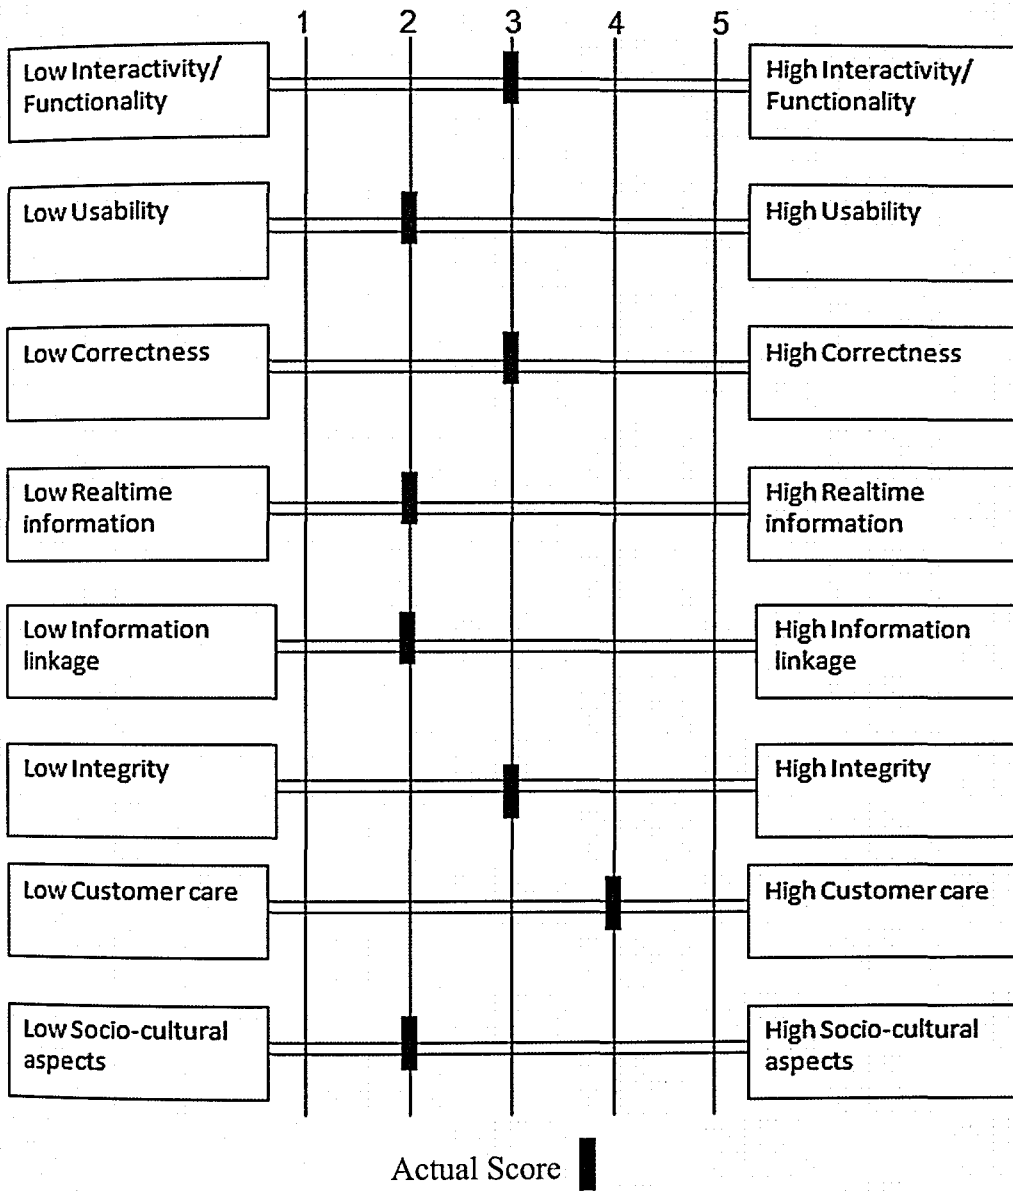 1 2 3 4 5
Low Interactivity/
Functionality
High Interactivity/
Functionality
Low Usability
High Usability
Low Correctness
High Correctness
Low Realtime
information
High Realtime
information
Low Information
linkage
High Information
linkage
Low Integrity
High Integrity
Low Customer care
High Customer care
Low Socio-cultural
aspects
High Socio-cultural
aspects
Actual Score